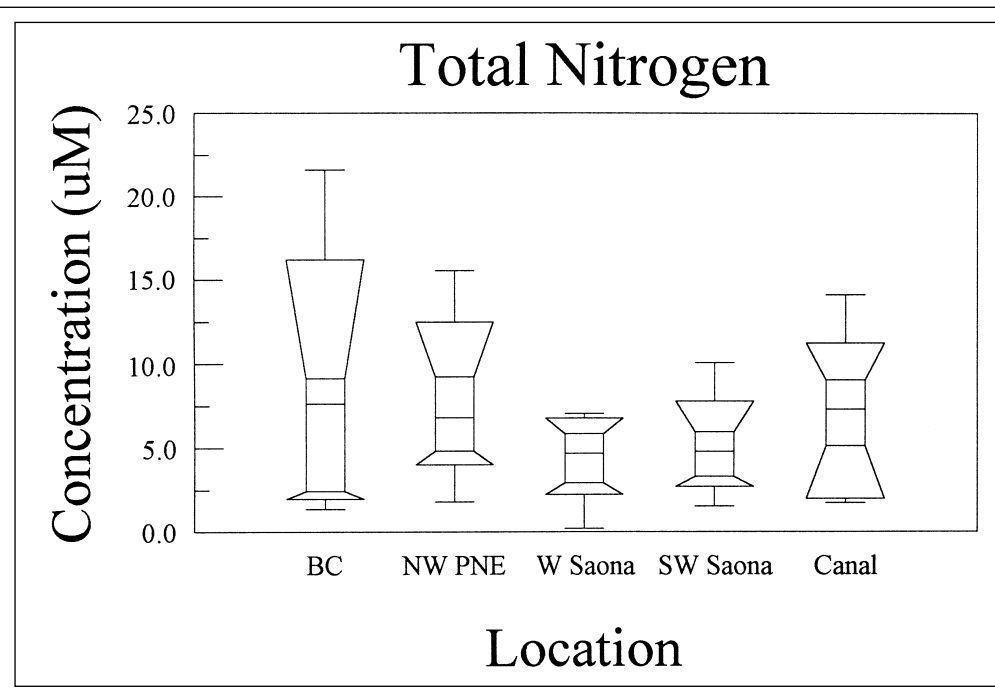 Total Nitrogen
Concentration (uM)
25.0
20.0
15.0
10.0
5.0
0.0
BC NW PNE W Saona SW Saona Canal
Location